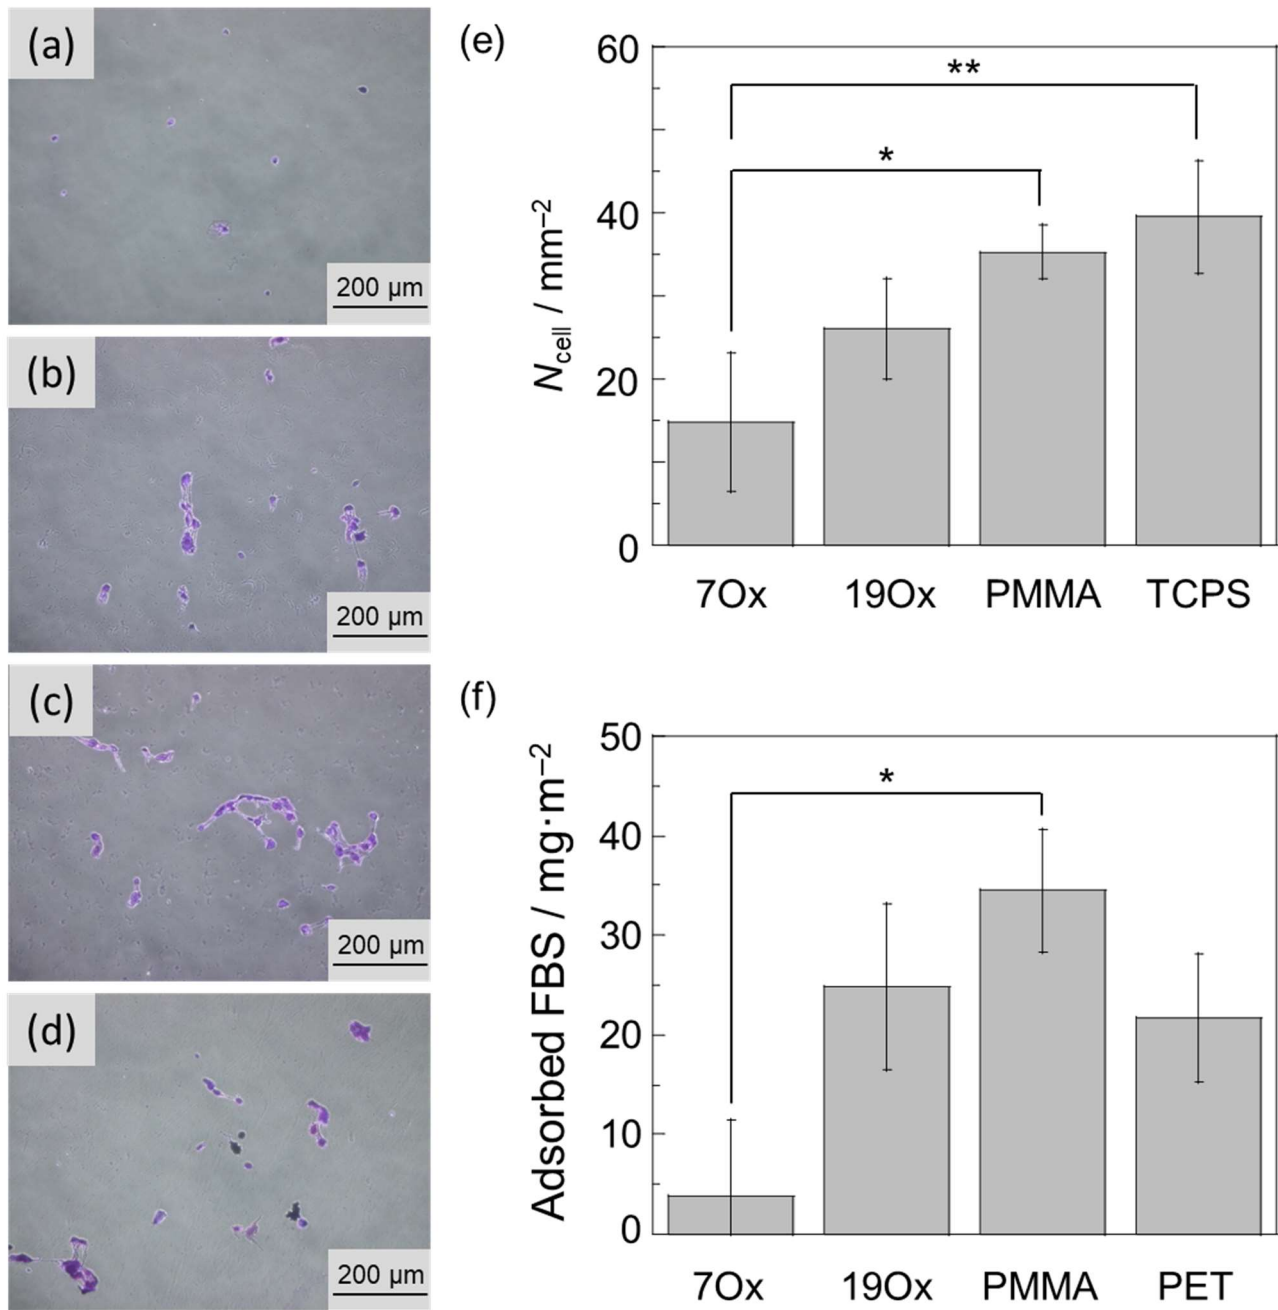 (a)
200 µm
(b)
200 µm
(c)
200 µm
(d)
200 µm
(e)
60
40
20
0
N_cell / mm⁻²
**
*
7Ox 19Ox PMMA TCPS
(f)
50
40
30
20
10
0
Adsorbed FBS / mg·m⁻²
*
7Ox 19Ox PMMA PET